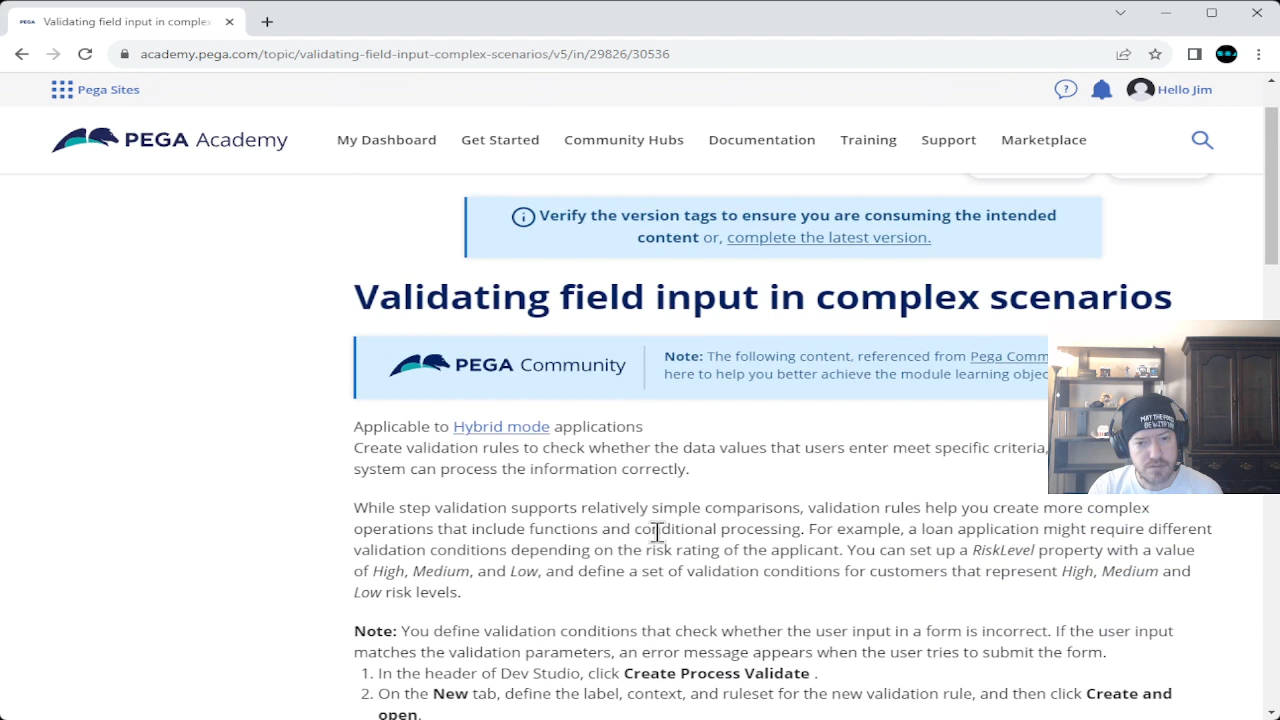 PEGA Validating field input in complex
academy.pega.com/topic/validating-field-input-complex-scenarios/v5/in/29826/30536
Pega Sites
? Hello Jim
PEGA Academy My Dashboard Get Started Community Hubs Documentation Training Support Marketplace
Verify the version tags to ensure you are consuming the intended
content or, complete the latest version.
Validating field input in complex scenarios
PEGA Community
Note: The following content, referenced from Pega Comm
here to help you better achieve the module learning objec
MAY THE FORCE
BE WITH
Applicable to Hybrid mode applications
Create validation rules to check whether the data values that users enter meet specific criteria,
system can process the information correctly.
While step validation supports relatively simple comparisons, validation rules help you create more complex
operations that include functions and conditional processing. For example, a loan application might require different
validation conditions depending on the risk rating of the applicant. You can set up a RiskLevel property with a value
of High, Medium, and Low, and define a set of validation conditions for customers that represent High, Medium and
Low risk levels.
Note: You define validation conditions that check whether the user input in a form is incorrect. If the user input
matches the validation parameters, an error message appears when the user tries to submit the form.
1. In the header of Dev Studio, click Create Process Validate .
2. On the New tab, define the label, context, and ruleset for the new validation rule, and then click Create and
open.